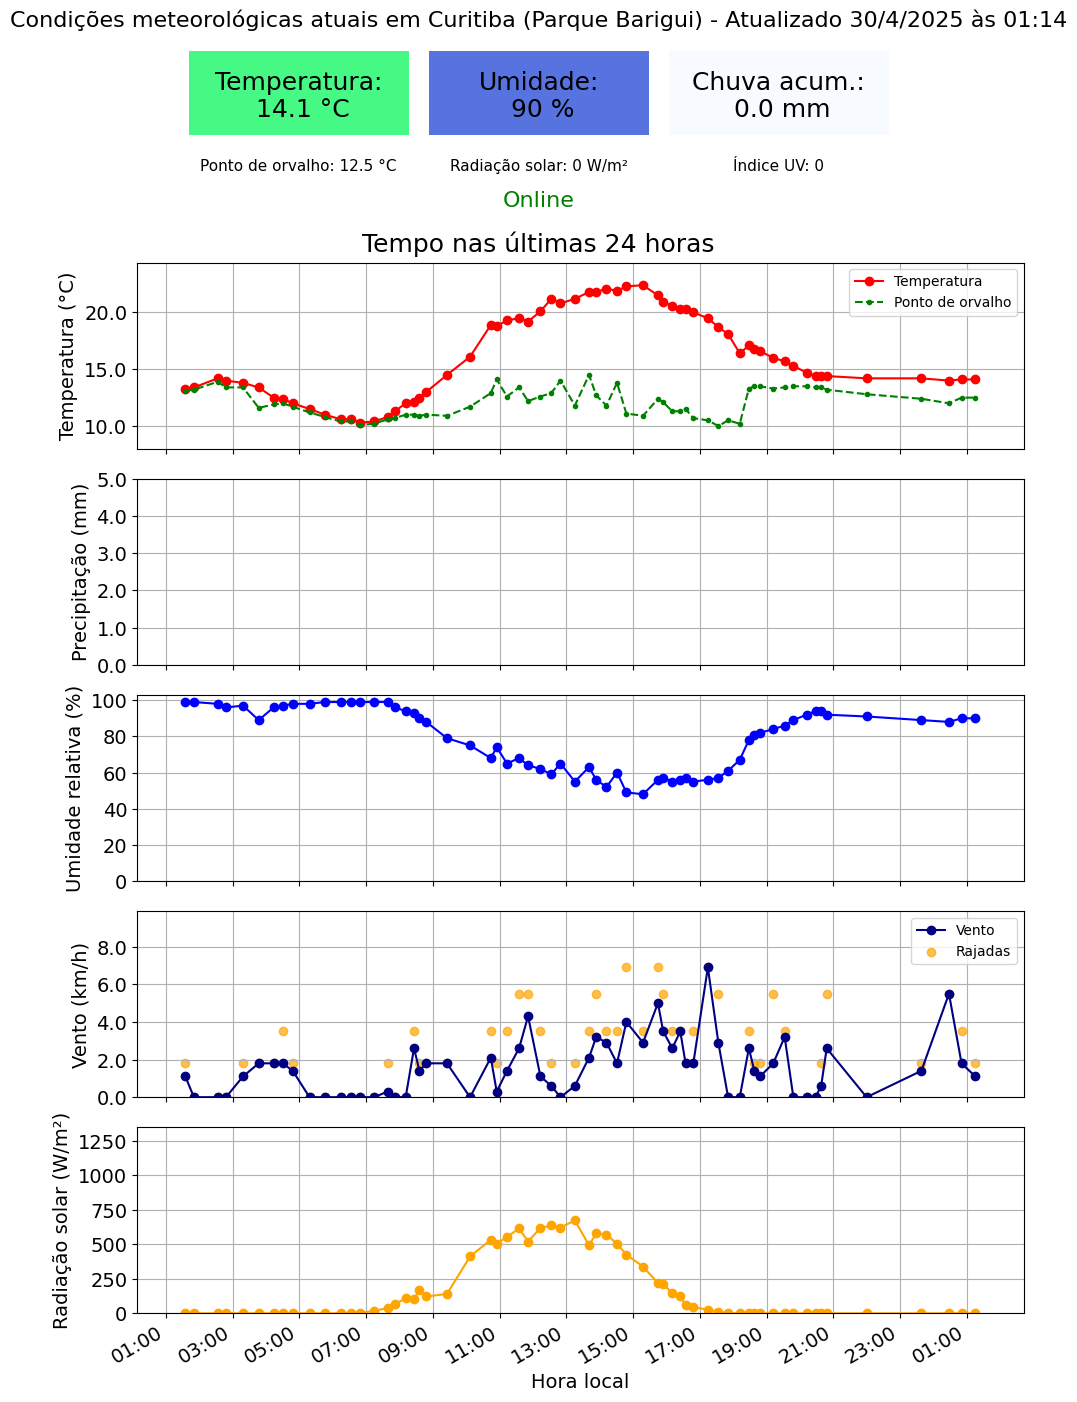 Condições meteorológicas atuais em Curitiba (Parque Barigui) - Atualizado 30/4/2025 às 01:14
Temperatura:
14.1 °C
Umidade:
90 %
Chuva acum.:
0.0 mm
Ponto de orvalho: 12.5 °C
Radiação solar: 0 W/m²
Índice UV: 0
Online
Tempo nas últimas 24 horas
Temperatura (°C)
20.0
15.0
10.0
Temperatura
Ponto de orvalho
Precipitação (mm)
5.0
4.0
3.0
2.0
1.0
0.0
Umidade relativa (%)
100
80
60
40
20
0
Vento (km/h)
8.0
6.0
4.0
2.0
0.0
Vento
Rajadas
Radiação solar (W/m²)
1250
1000
750
500
250
0
01:00
03:00
05:00
07:00
09:00
11:00
13:00
15:00
17:00
19:00
21:00
23:00
01:00
Hora local